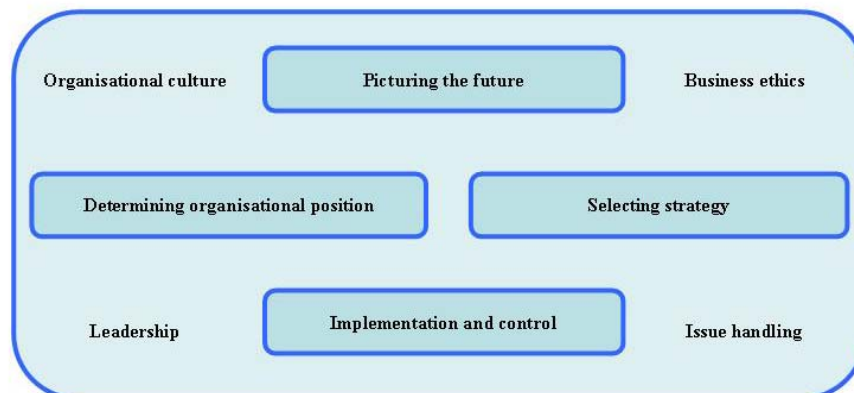 Organisational culture
Picturing the future
Business ethics
Determining organisational position
Selecting strategy
Leadership
Implementation and control
Issue handling